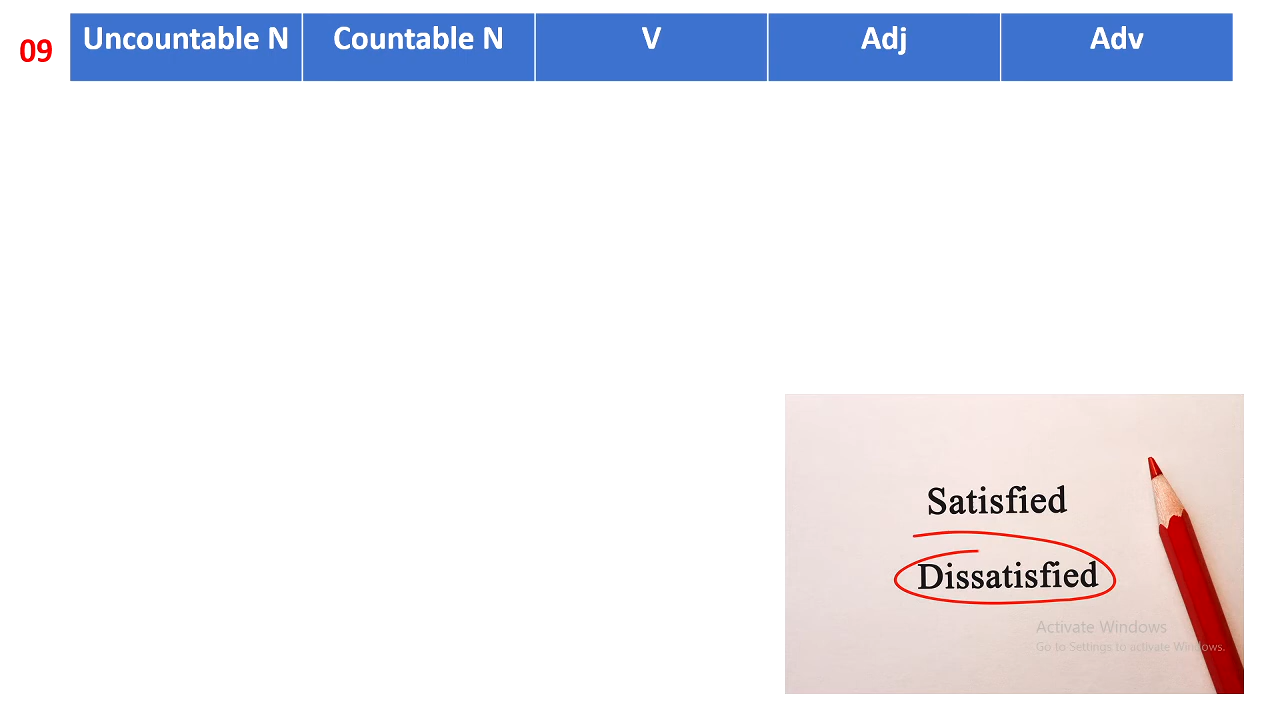 09
Uncountable N Countable N V Adj Adv
Satisfied
Dissatisfied
Activate Windows
Go to Settings to activate Windows.